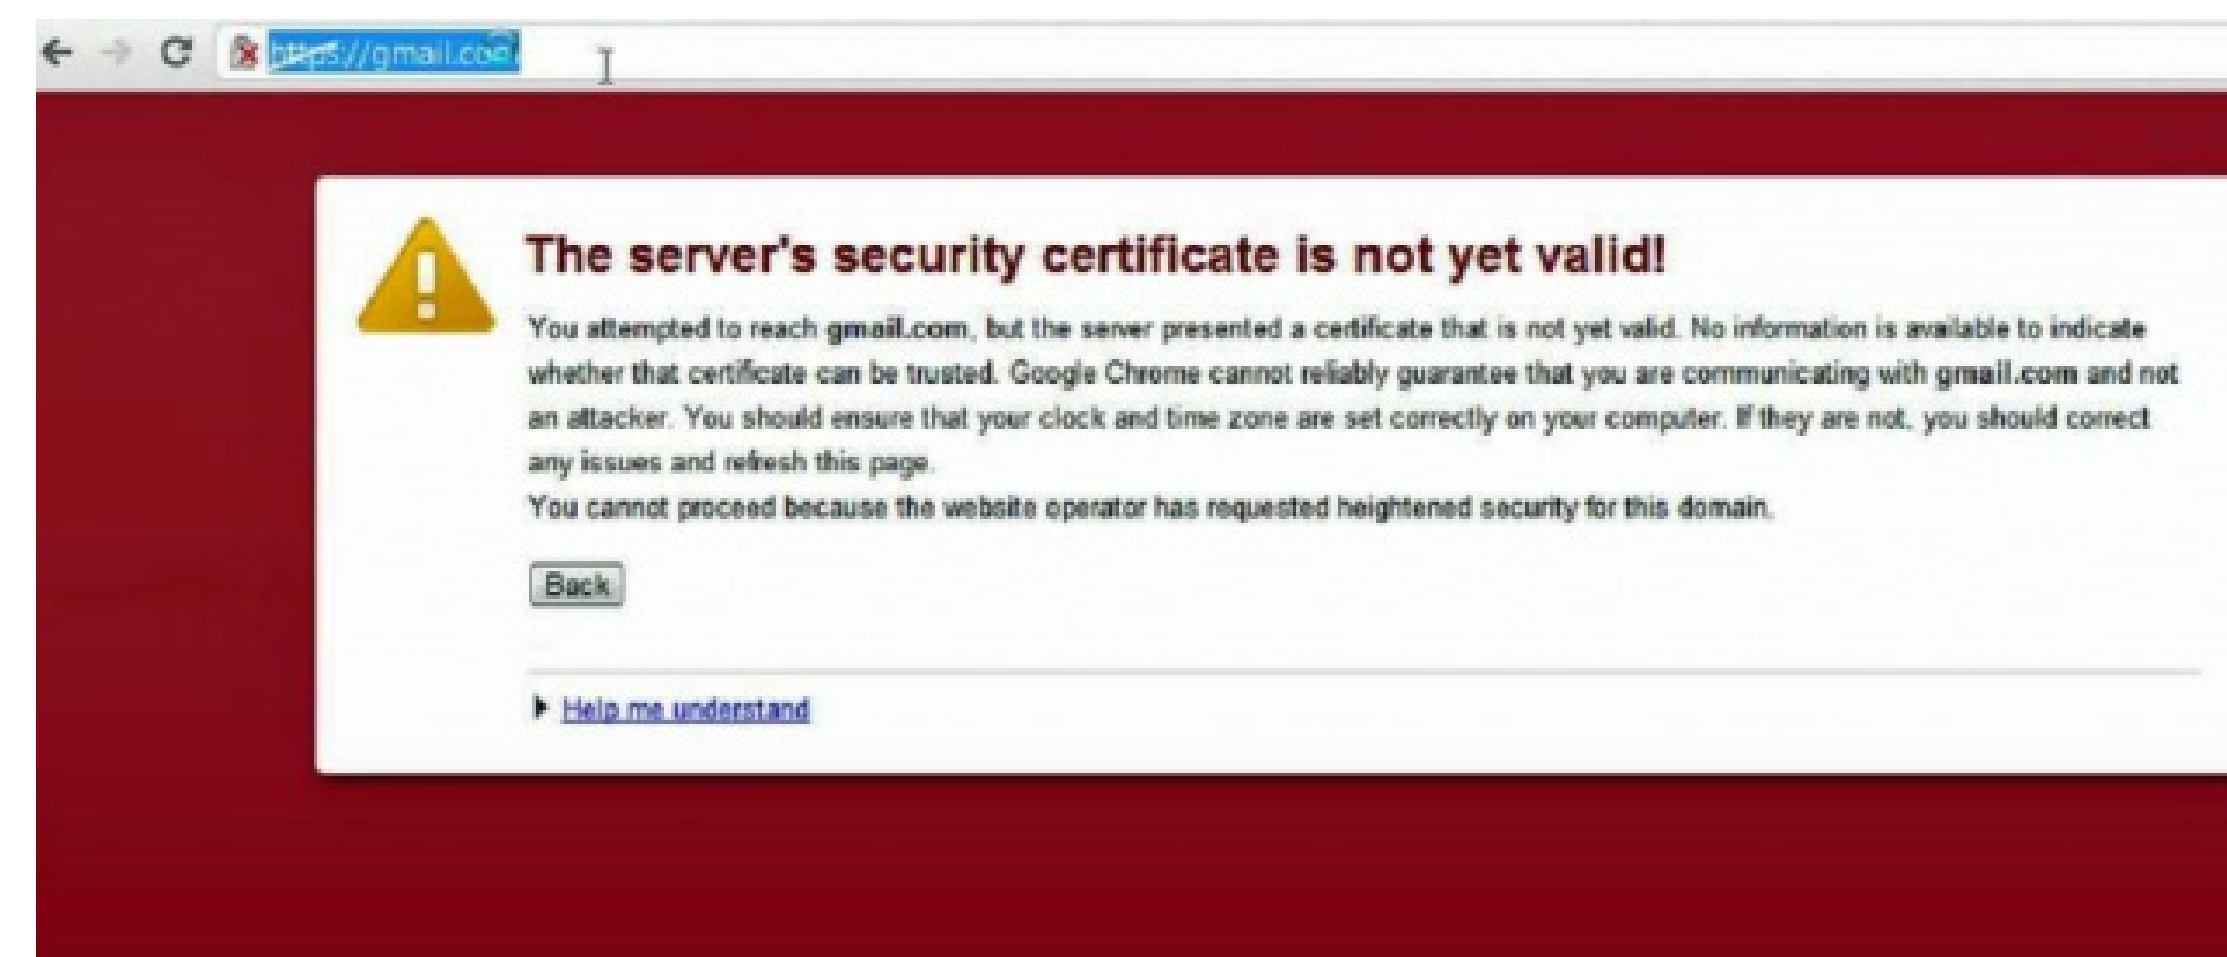 https://gmail.com
The server's security certificate is not yet valid!
You attempted to reach gmail.com, but the server presented a certificate that is not yet valid. No information is available to indicate
whether that certificate can be trusted. Google Chrome cannot reliably guarantee that you are communicating with gmail.com and not
an attacker. You should ensure that your clock and time zone are set correctly on your computer. If they are not, you should correct
any issues and refresh this page.
You cannot proceed because the website operator has requested heightened security for this domain.
Back
Help me understand